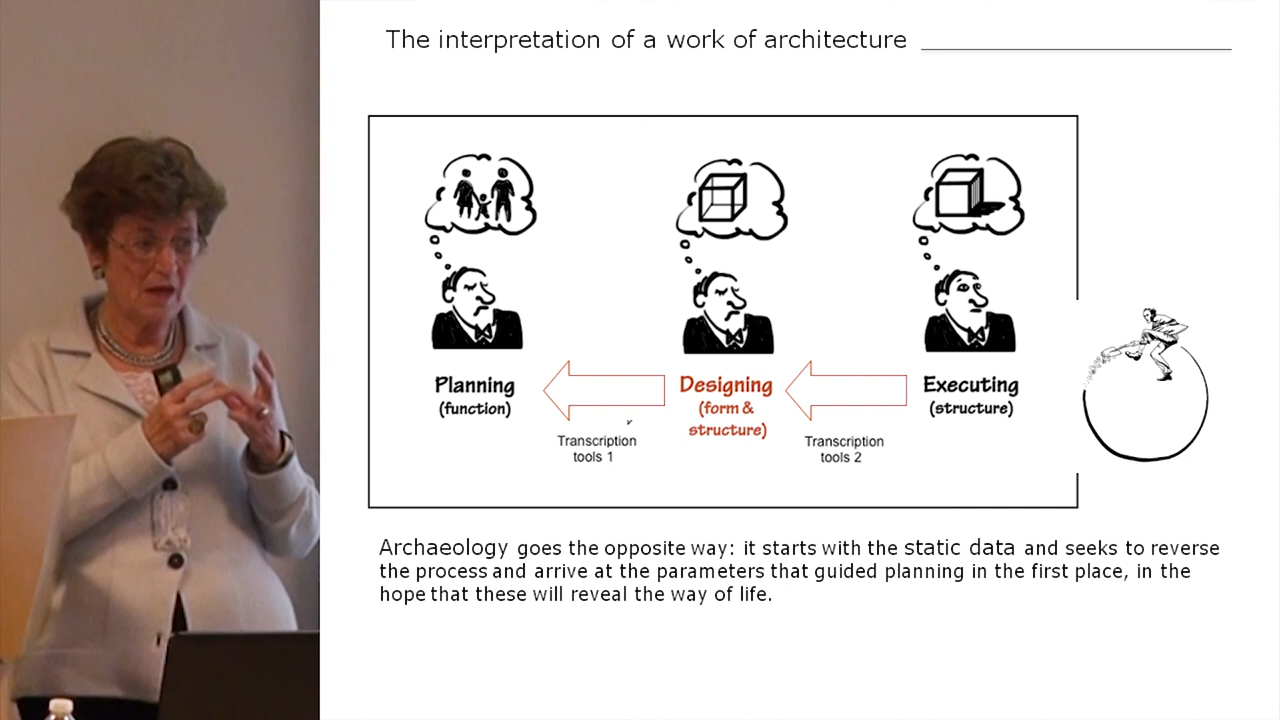 The interpretation of a work of architecture
Planning
(function)
Designing
(form &
structure)
Executing
(structure)
Transcription
tools 1
Transcription
tools 2
Archaeology goes the opposite way: it starts with the static data and seeks to reverse
the process and arrive at the parameters that guided planning in the first place, in the
hope that these will reveal the way of life.